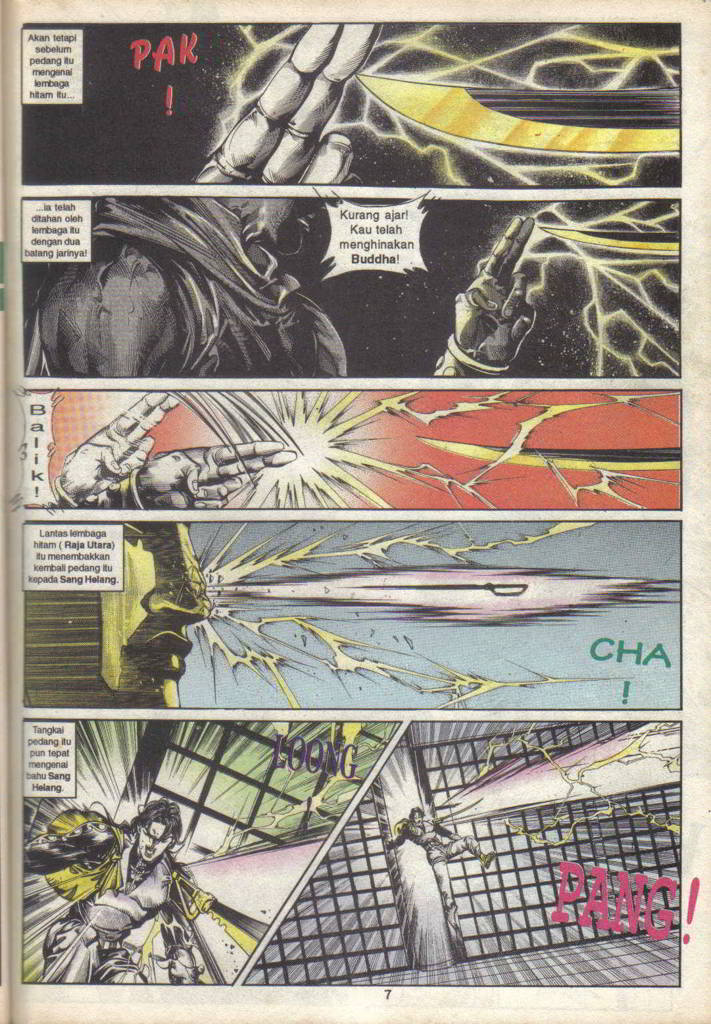 Akan tetapi
sebelum
pedang itu
mengenai
lembaga
hitam itu...
PAK
!
...ia telah
ditahan oleh
lembaga itu
dengan dua
batang jarinya!
Kurang ajar!
Kau telah
menghinakan
Buddha!
Balik!
Lantas lembaga
hitam ( Raja Utara)
itu menembakkan
kembali pedang itu
kepada Sang Helang.
CHA
!
Tangkai
pedang itu
pun tepat
mengenai
bahu Sang
Helang.
LOONG
PANG!
7